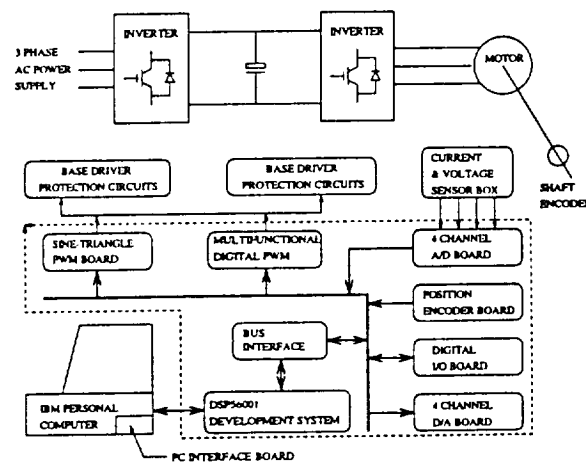 INVERTER
INVERTER
3 PHASE
AC POWER
SUPPLY
MOTOR
BASE DRIVER
PROTECTION CIRCUITS
BASE DRIVER
PROTECTION CIRCUITS
CURRENT
& VOLTAGE
SENSOR BOX
SHAFT
ENCODER
SINE-TRIANGLE
PWM BOARD
MULTIFUNCTIONAL
DIGITAL PWM
4 CHANNEL
A/D BOARD
POSITION
ENCODER BOARD
BUS
INTERFACE
DIGITAL
I/O BOARD
IBM PERSONAL
COMPUTER
DSP56001
DEVELOPMENT SYSTEM
4 CHANNEL
D/A BOARD
PC INTERFACE BOARD